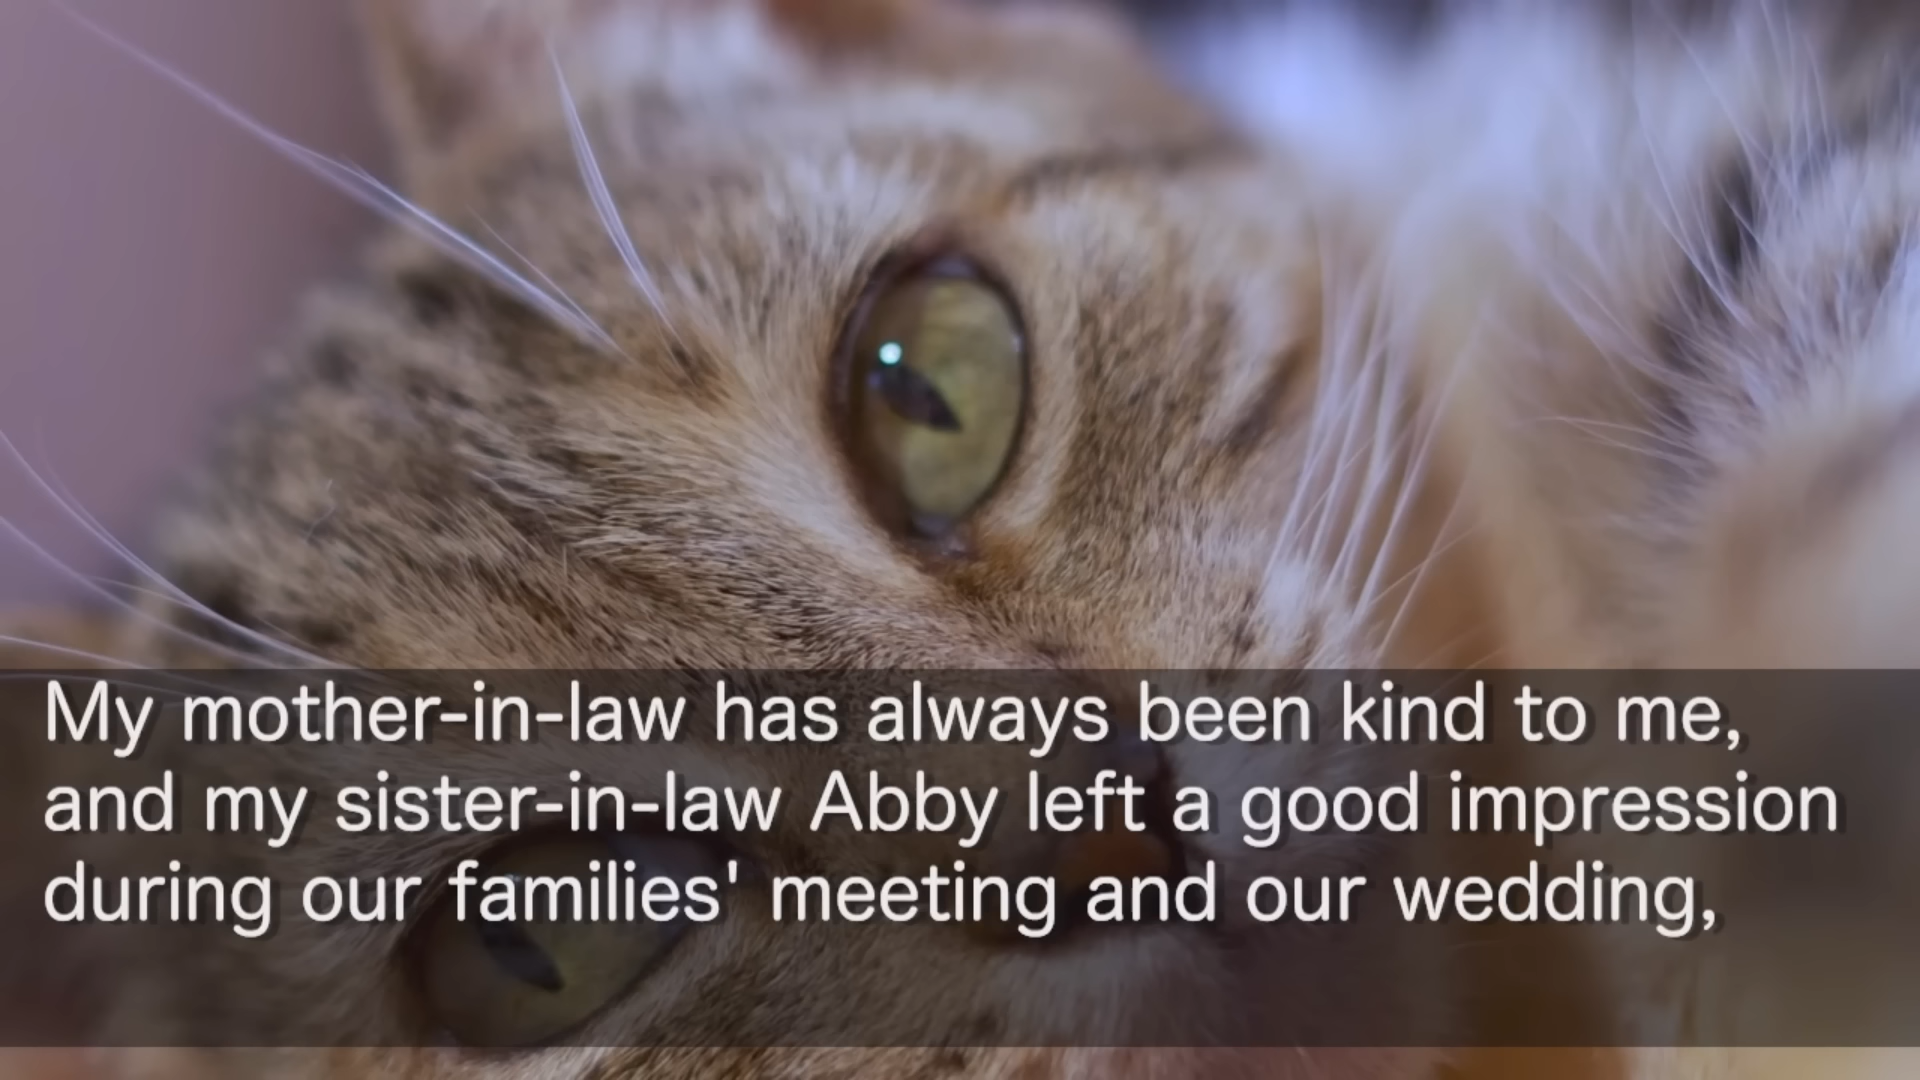 My mother-in-law has always been kind to me,
and my sister-in-law Abby left a good impression
during our families' meeting and our wedding,